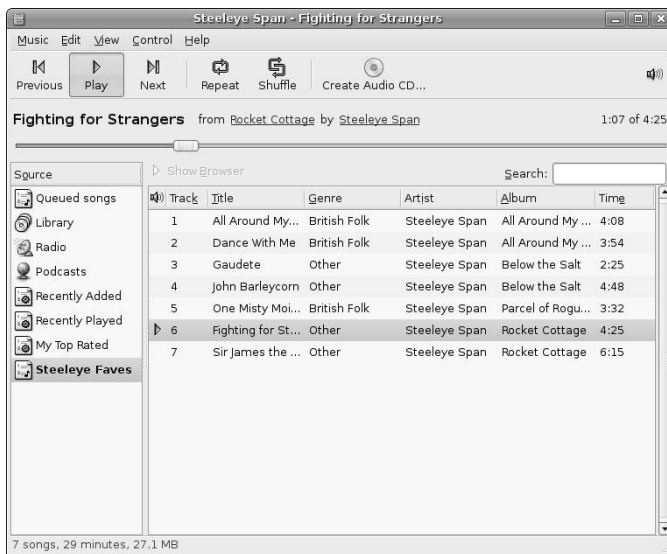 Steeleye Span - Fighting for Strangers
Music Edit View Control Help
Previous Play Next Repeat Shuffle Create Audio CD...
Fighting for Strangers from Rocket Cottage by Steeleye Span 1:07 of 4:25
Source
Queued songs
Library
Radio
Podcasts
Recently Added
Recently Played
My Top Rated
Steeleye Faves
Show Browser Search:
Track Title Genre Artist Album Time
1 All Around My... British Folk Steeleye Span All Around My ... 4:08
2 Dance With Me British Folk Steeleye Span All Around My ... 3:54
3 Gaudete Other Steeleye Span Below the Salt 2:25
4 John Barleycorn Other Steeleye Span Below the Salt 4:48
5 One Misty Moi... British Folk Steeleye Span Parcel of Rogu... 3:32
6 Fighting for St... Other Steeleye Span Rocket Cottage 4:25
7 Sir James the ... Other Steeleye Span Rocket Cottage 6:15
7 songs, 29 minutes, 27.1 MB